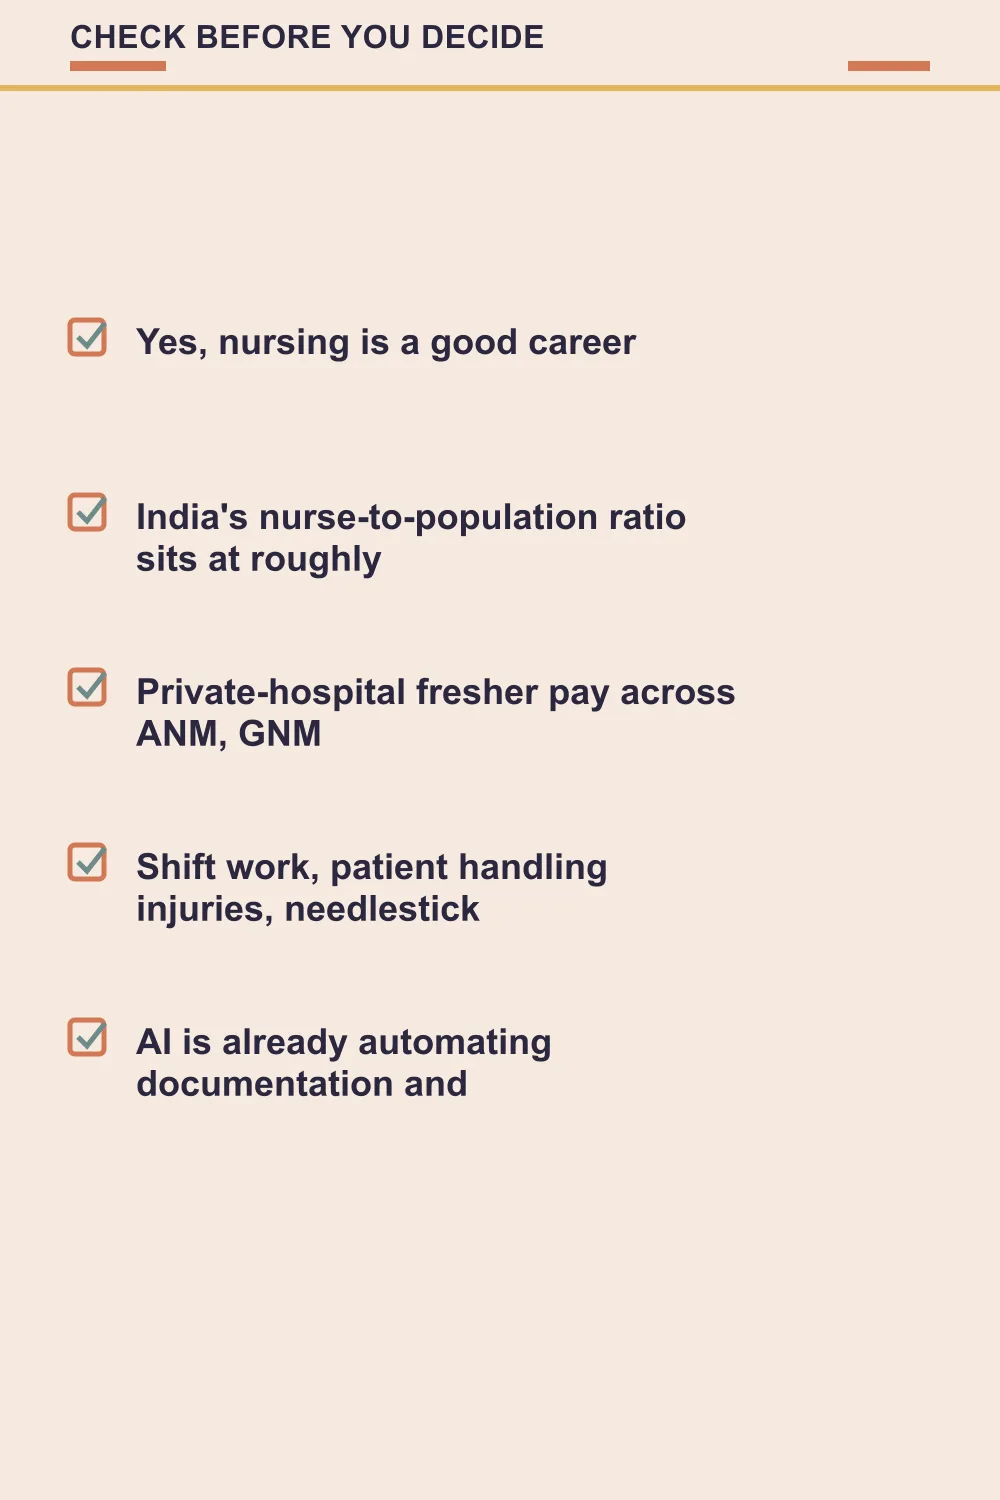 CHECK BEFORE YOU DECIDE
Yes, nursing is a good career
India's nurse-to-population ratio
sits at roughly
Private-hospital fresher pay across
ANM, GNM
Shift work, patient handling
injuries, needlestick
AI is already automating
documentation and